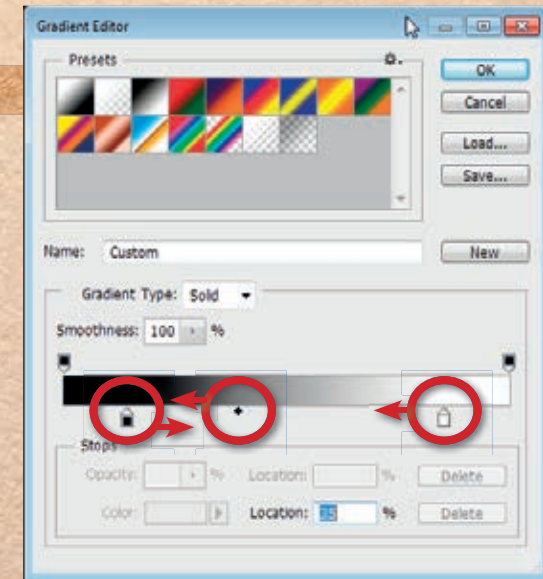 Gradient Editor
Presets
OK
Cancel
Load...
Save...
Name: Custom
New
Gradient Type: Solid
Smoothness: 100 %
Stops
Opacity: % Location: % Delete
Color: Location: 35 % Delete